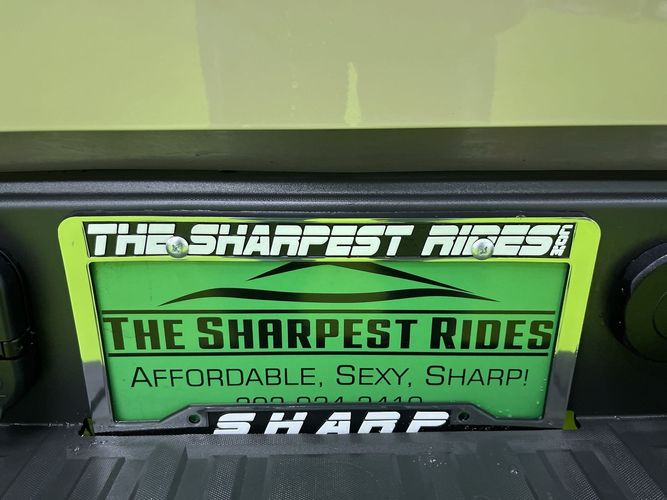 THE SHARPEST RIDES.COM
THE SHARPEST RIDES
AFFORDABLE, SEXY, SHARP!
SHARP